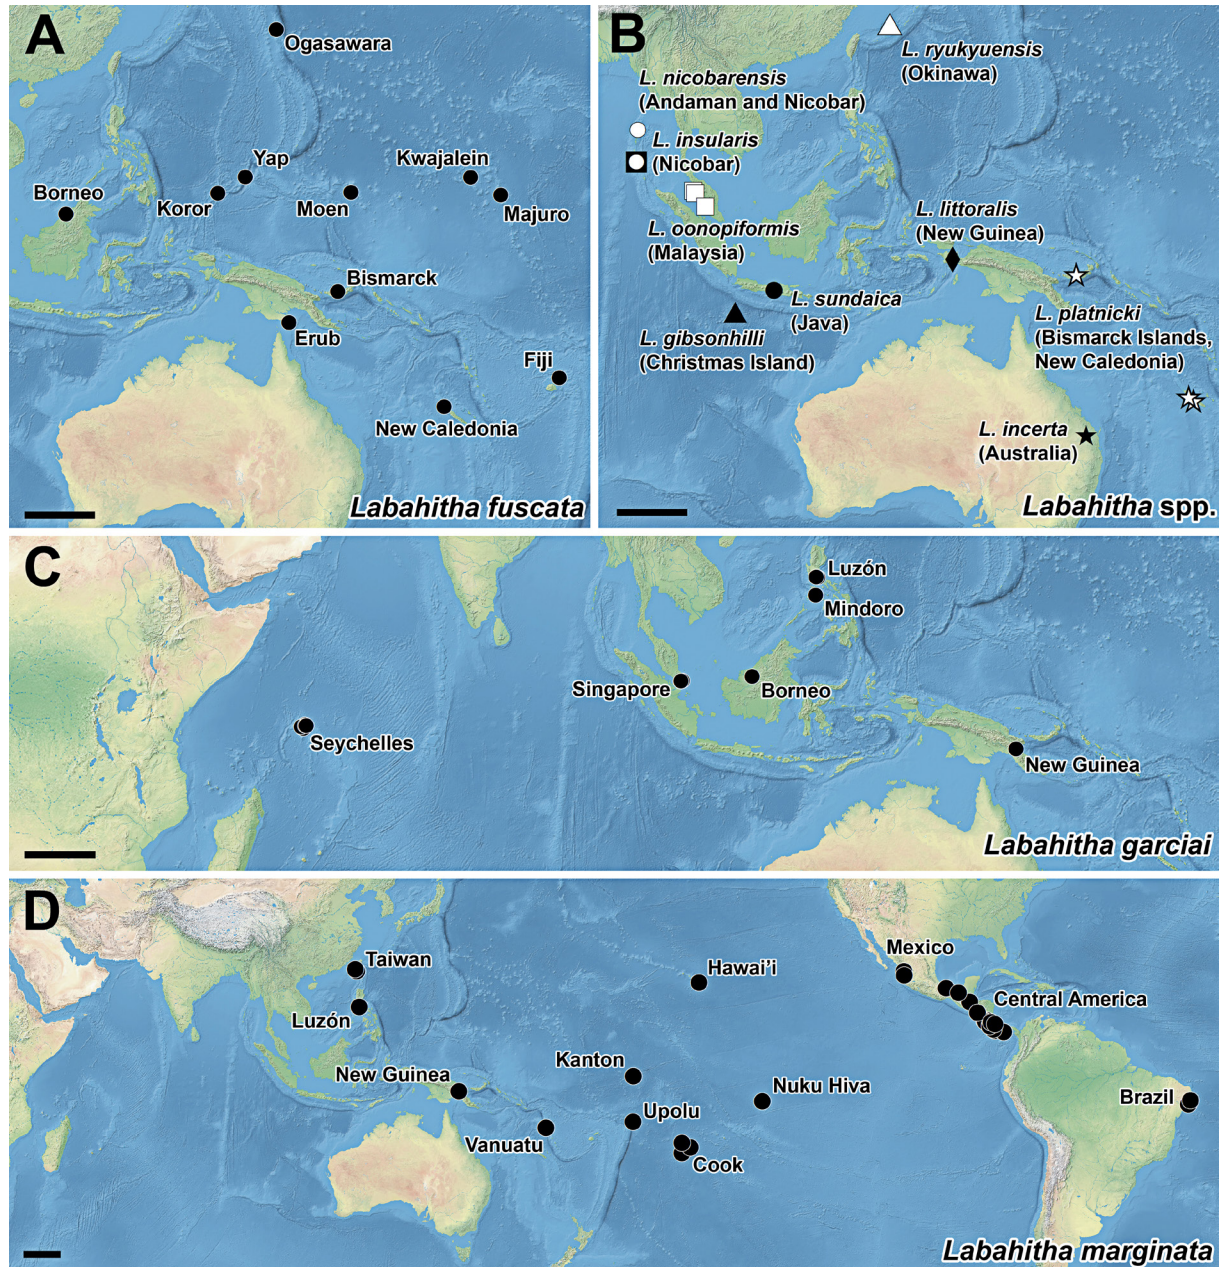 A
Ogasawara
Yap
Kwajalein
Borneo
Koror
Moen
Majuro
Bismarck
Erub
Fiji
New Caledonia
Labahitha fuscata
B
L. ryukyuensis
(Okinawa)
L. nicobarensis
(Andaman and Nicobar)
L. insularis
(Nicobar)
L. oonopiformis
(Malaysia)
L. littoralis
(New Guinea)
L. sundaica
(Java)
L. gibsonhilli
(Christmas Island)
L. platnicki
(Bismarck Islands,
New Caledonia)
L. incerta
(Australia)
Labahitha spp.
C
Luzón
Mindoro
Singapore
Borneo
Seychelles
New Guinea
Labahitha garciai
D
Taiwan
Luzón
Hawai’i
Mexico
Central America
New Guinea
Kanton
Nuku Hiva
Brazil
Upolu
Vanuatu
Cook
Labahitha marginata